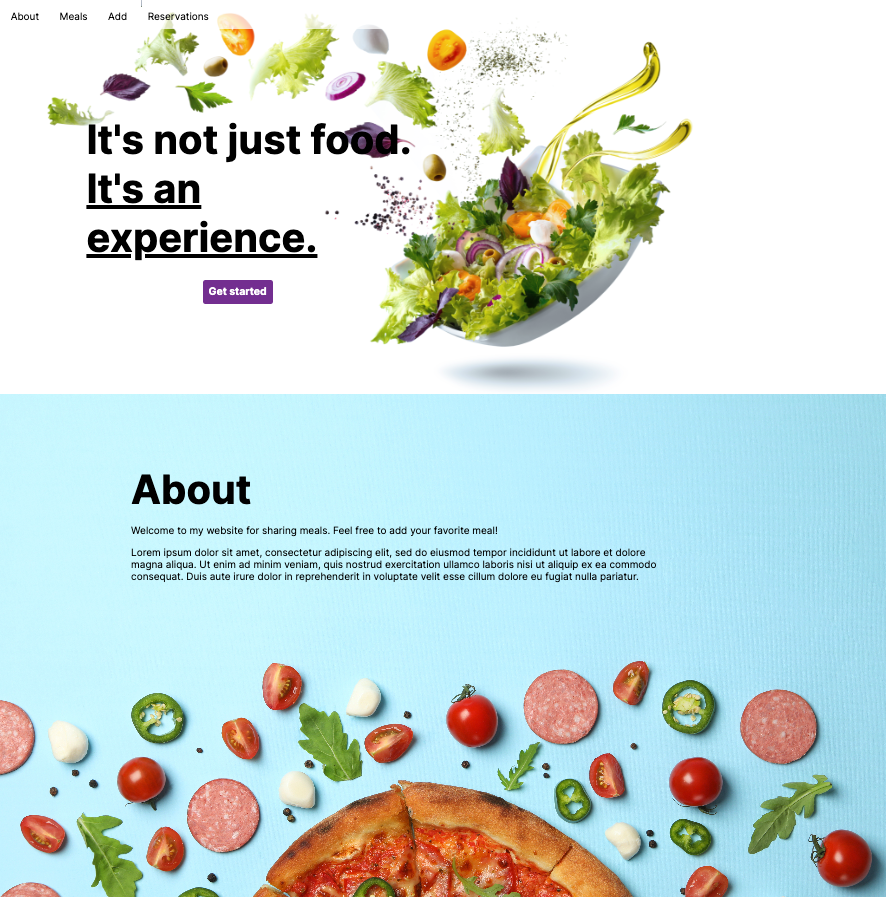 About Meals Add Reservations
It's not just food.
It's an
experience.
Get started
About
Welcome to my website for sharing meals. Feel free to add your favorite meal!
Lorem ipsum dolor sit amet, consectetur adipiscing elit, sed do eiusmod tempor incididunt ut labore et dolore
magna aliqua. Ut enim ad minim veniam, quis nostrud exercitation ullamco laboris nisi ut aliquip ex ea commodo
consequat. Duis aute irure dolor in reprehenderit in voluptate velit esse cillum dolore eu fugiat nulla pariatur.